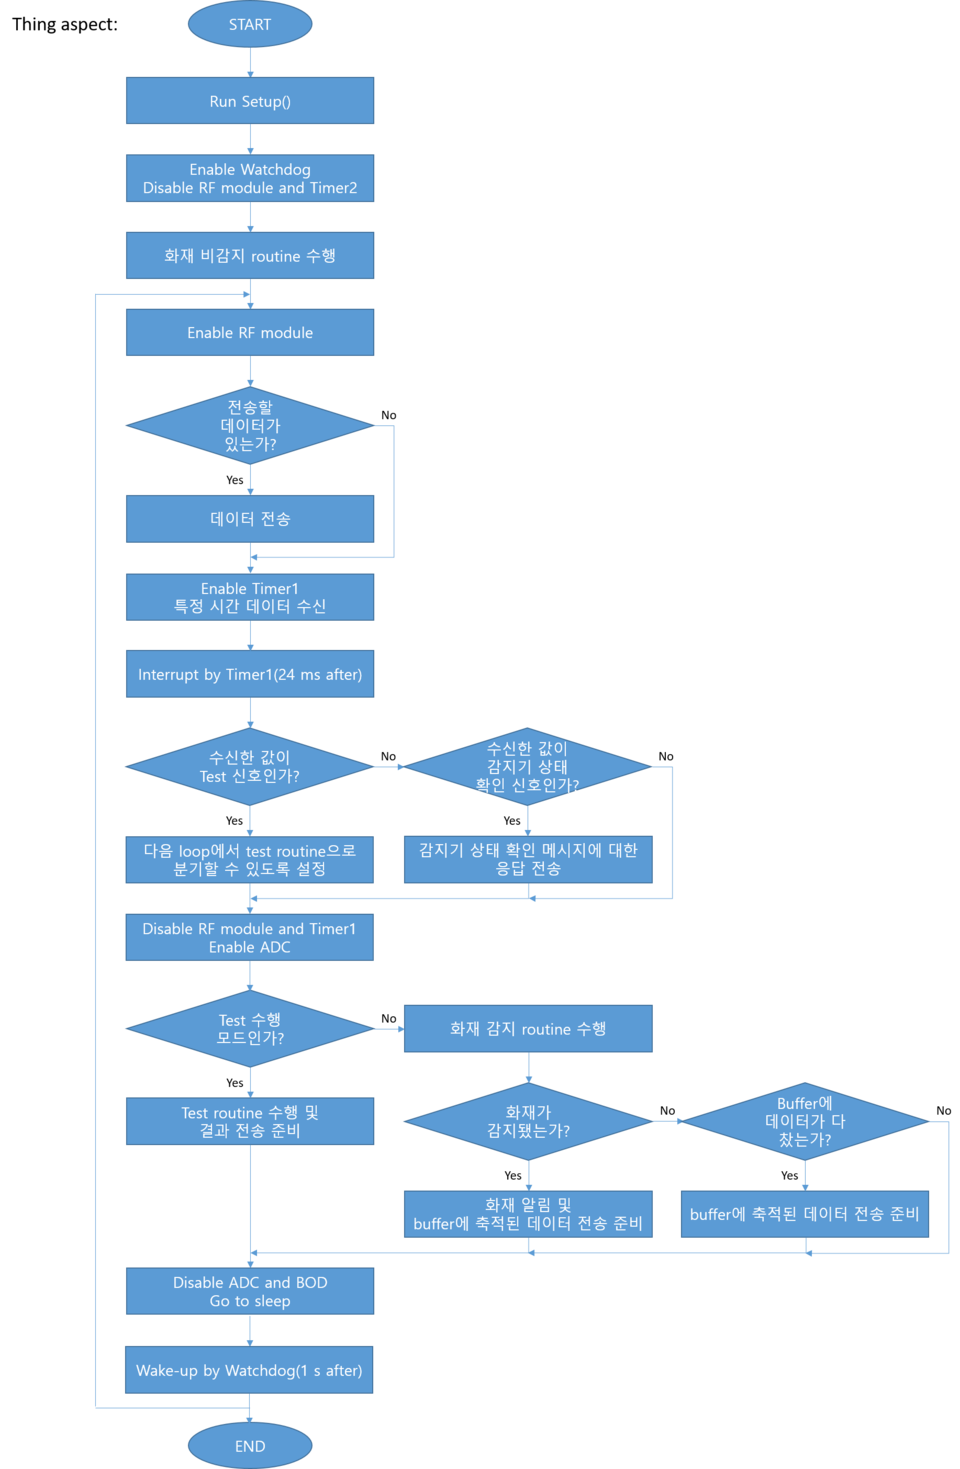 Thing aspect:
START
Run Setup()
Enable Watchdog
Disable RF module and Timer2
화재 비감지 routine 수행
Enable RF module
전송할
데이터가
있는가?
No
Yes
데이터 전송
Enable Timer1
특정 시간 데이터 수신
Interrupt by Timer1(24 ms after)
수신한 값이
Test 신호인가?
No
수신한 값이
감지기 상태
확인 신호인가?
No
Yes
Yes
다음 loop에서 test routine으로
분기할 수 있도록 설정
감지기 상태 확인 메시지에 대한
응답 전송
Disable RF module and Timer1
Enable ADC
Test 수행
모드인가?
No
화재 감지 routine 수행
Yes
Test routine 수행 및
결과 전송 준비
화재가
감지됐는가?
No
Buffer에
데이터가 다
찼는가?
No
Yes
Yes
화재 알림 및
buffer에 축적된 데이터 전송 준비
buffer에 축적된 데이터 전송 준비
Disable ADC and BOD
Go to sleep
Wake-up by Watchdog(1 s after)
END